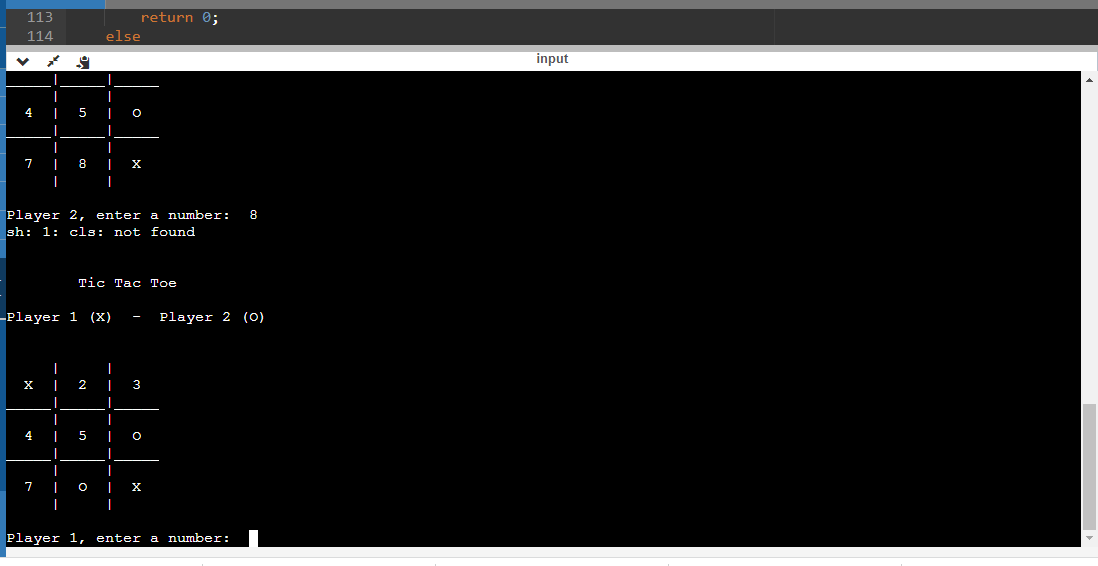 113 return 0;
114 else
input
4 | 5 | O
7 | 8 | X
Player 2, enter a number: 8
sh: 1: cls: not found
Tic Tac Toe
Player 1 (X) - Player 2 (O)
X | 2 | 3
4 | 5 | O
7 | O | X
Player 1, enter a number: